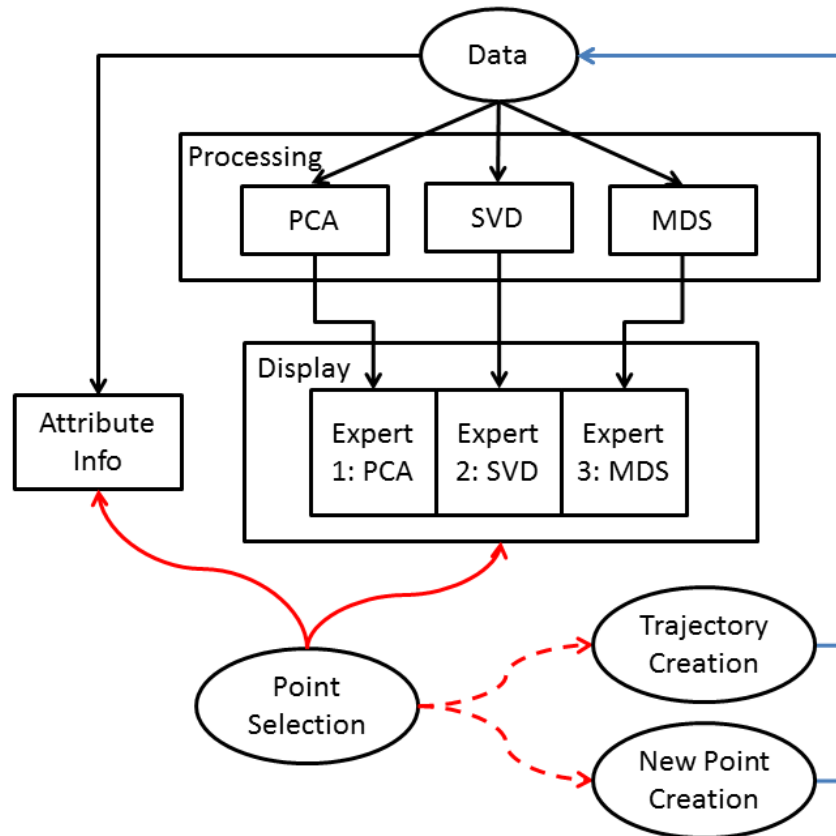 Data
Processing
PCA
SVD
MDS
Display
Attribute
Info
Expert
1: PCA
Expert
2: SVD
Expert
3: MDS
Point
Selection
Trajectory
Creation
New Point
Creation